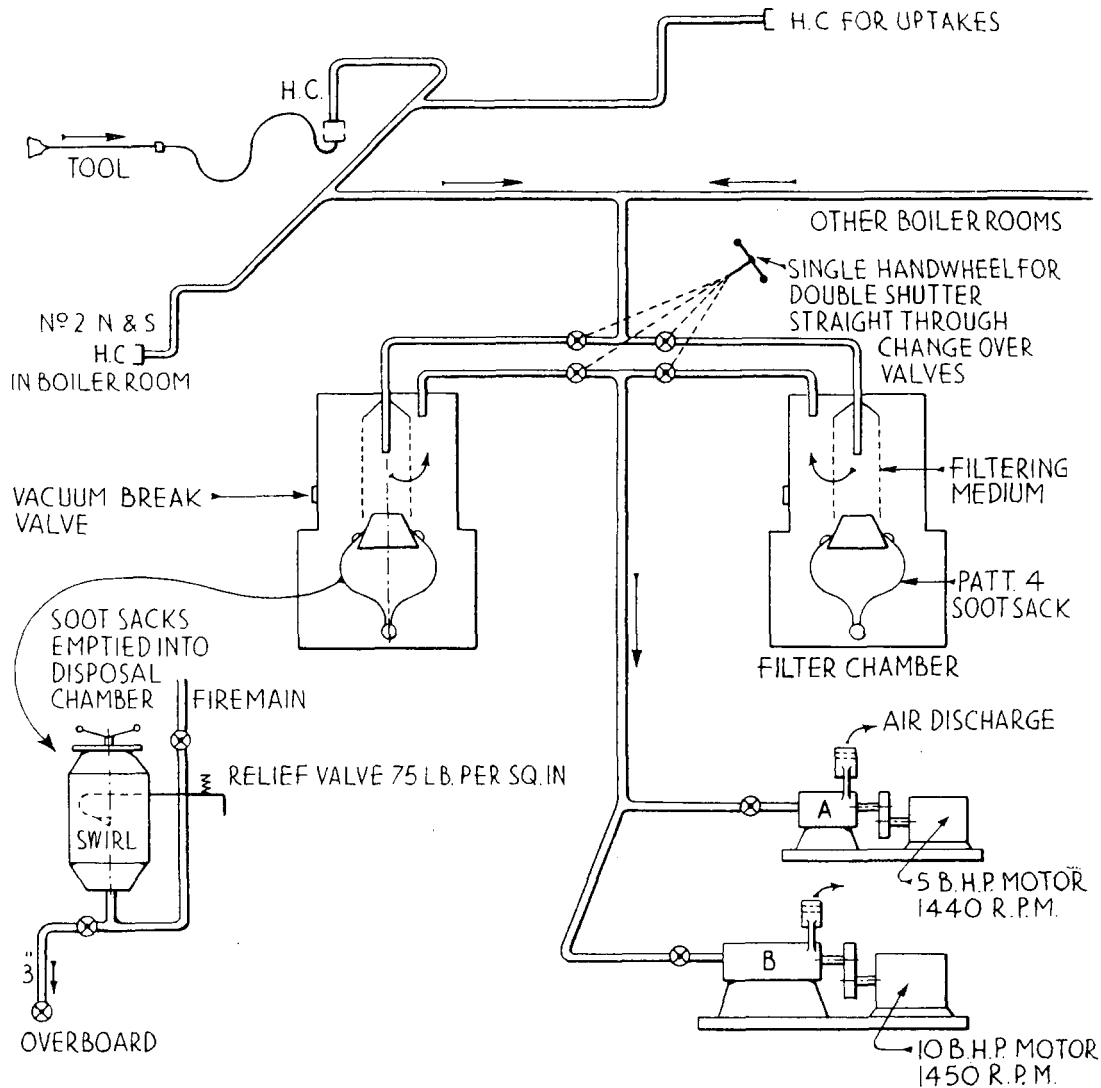 H.C FOR UPTAKES
H.C.
TOOL
OTHER BOILER ROOMS
SINGLE HANDWHEEL FOR
DOUBLE SHUTTER
STRAIGHT THROUGH
CHANGE OVER
VALVES
Nº 2 N & S
H.C
IN BOILER ROOM
VACUUM BREAK
VALVE
FILTERING
MEDIUM
PATT. 4
SOOT SACK
FILTER CHAMBER
SOOT SACKS
EMPTIED INTO
DISPOSAL
CHAMBER
FIREMAIN
RELIEF VALVE 75 LB. PER SQ. IN
SWIRL
3"
OVERBOARD
AIR DISCHARGE
A
5 B.H.P. MOTOR
1440 R.P.M.
B
10 B.H.P. MOTOR
1450 R.P.M.